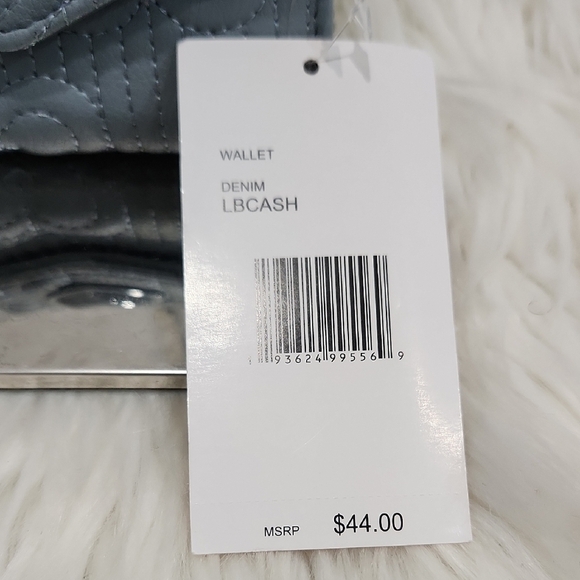 WALLET
DENIM
LBCASH
1 93624 99556 9
MSRP $44.00